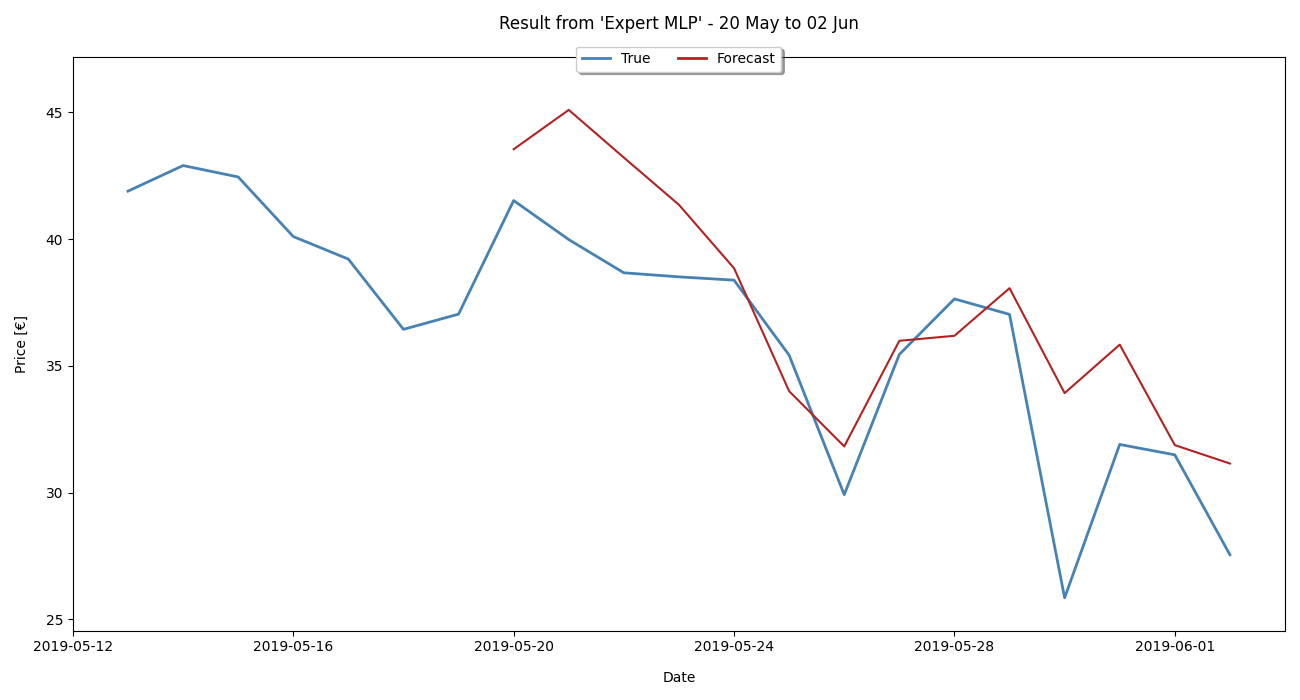 Result from 'Expert MLP' - 20 May to 02 Jun
True Forecast
45
40
35
30
25
Price [€]
2019-05-12 2019-05-16 2019-05-20 2019-05-24 2019-05-28 2019-06-01
Date